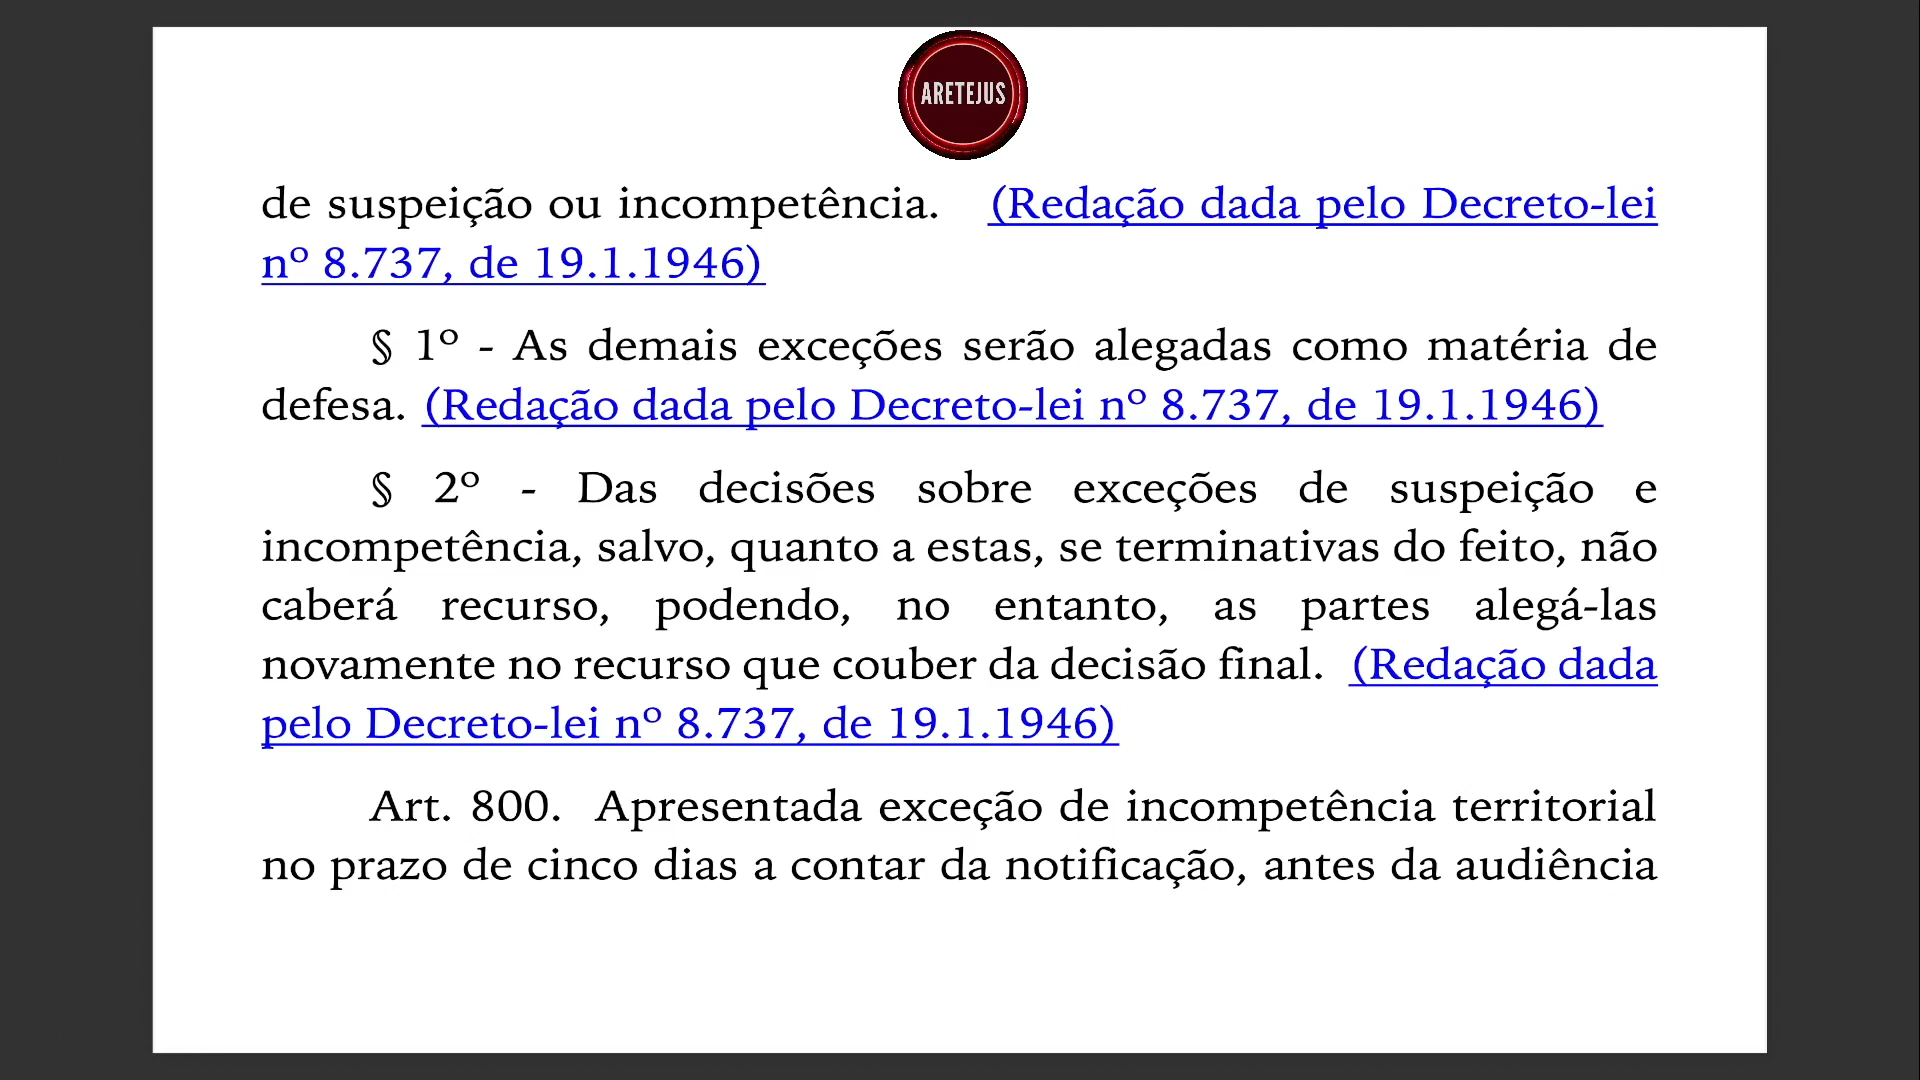 ARETEJUS
de suspeição ou incompetência. (Redação dada pelo Decreto-lei
nº 8.737, de 19.1.1946)
§ 1º - As demais exceções serão alegadas como matéria de
defesa. (Redação dada pelo Decreto-lei nº 8.737, de 19.1.1946)
§ 2º - Das decisões sobre exceções de suspeição e
incompetência, salvo, quanto a estas, se terminativas do feito, não
caberá recurso, podendo, no entanto, as partes alegá-las
novamente no recurso que couber da decisão final. (Redação dada
pelo Decreto-lei nº 8.737, de 19.1.1946)
Art. 800. Apresentada exceção de incompetência territorial
no prazo de cinco dias a contar da notificação, antes da audiência